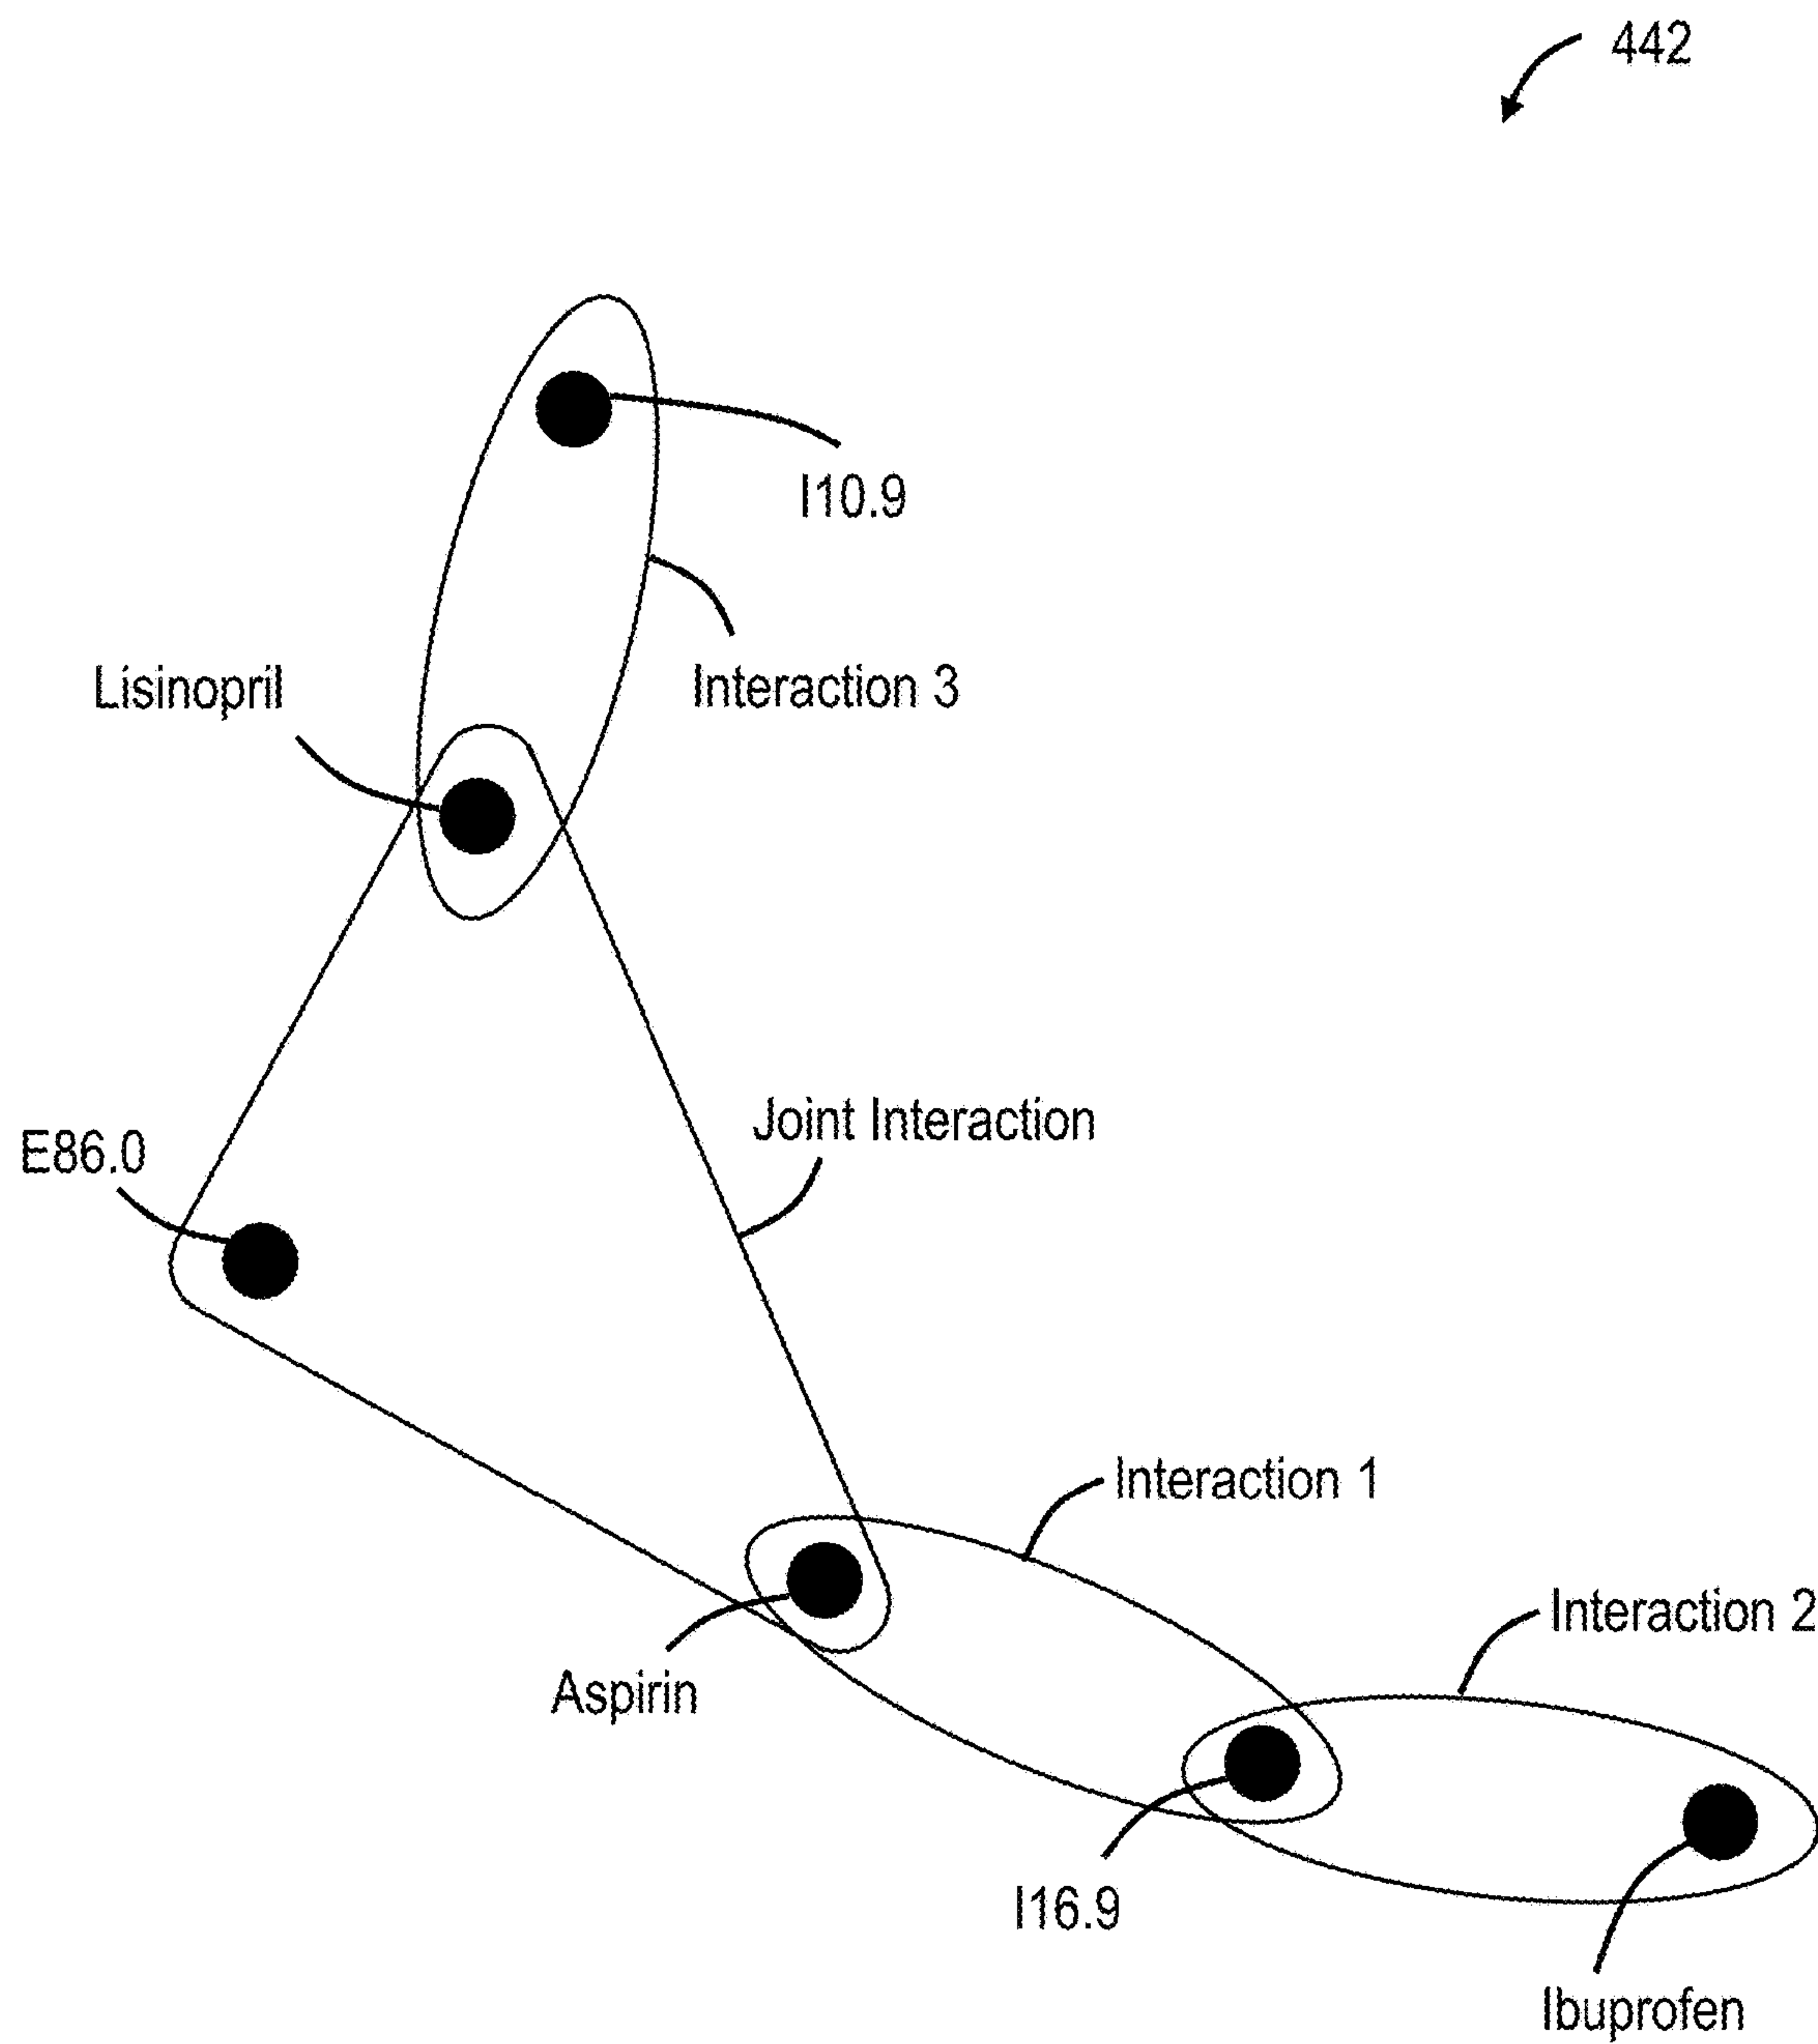 442
I10.9
Lisinopril
Interaction 3
Joint Interaction
E86.0
Interaction 1
Interaction 2
Aspirin
I16.9
Ibuprofen